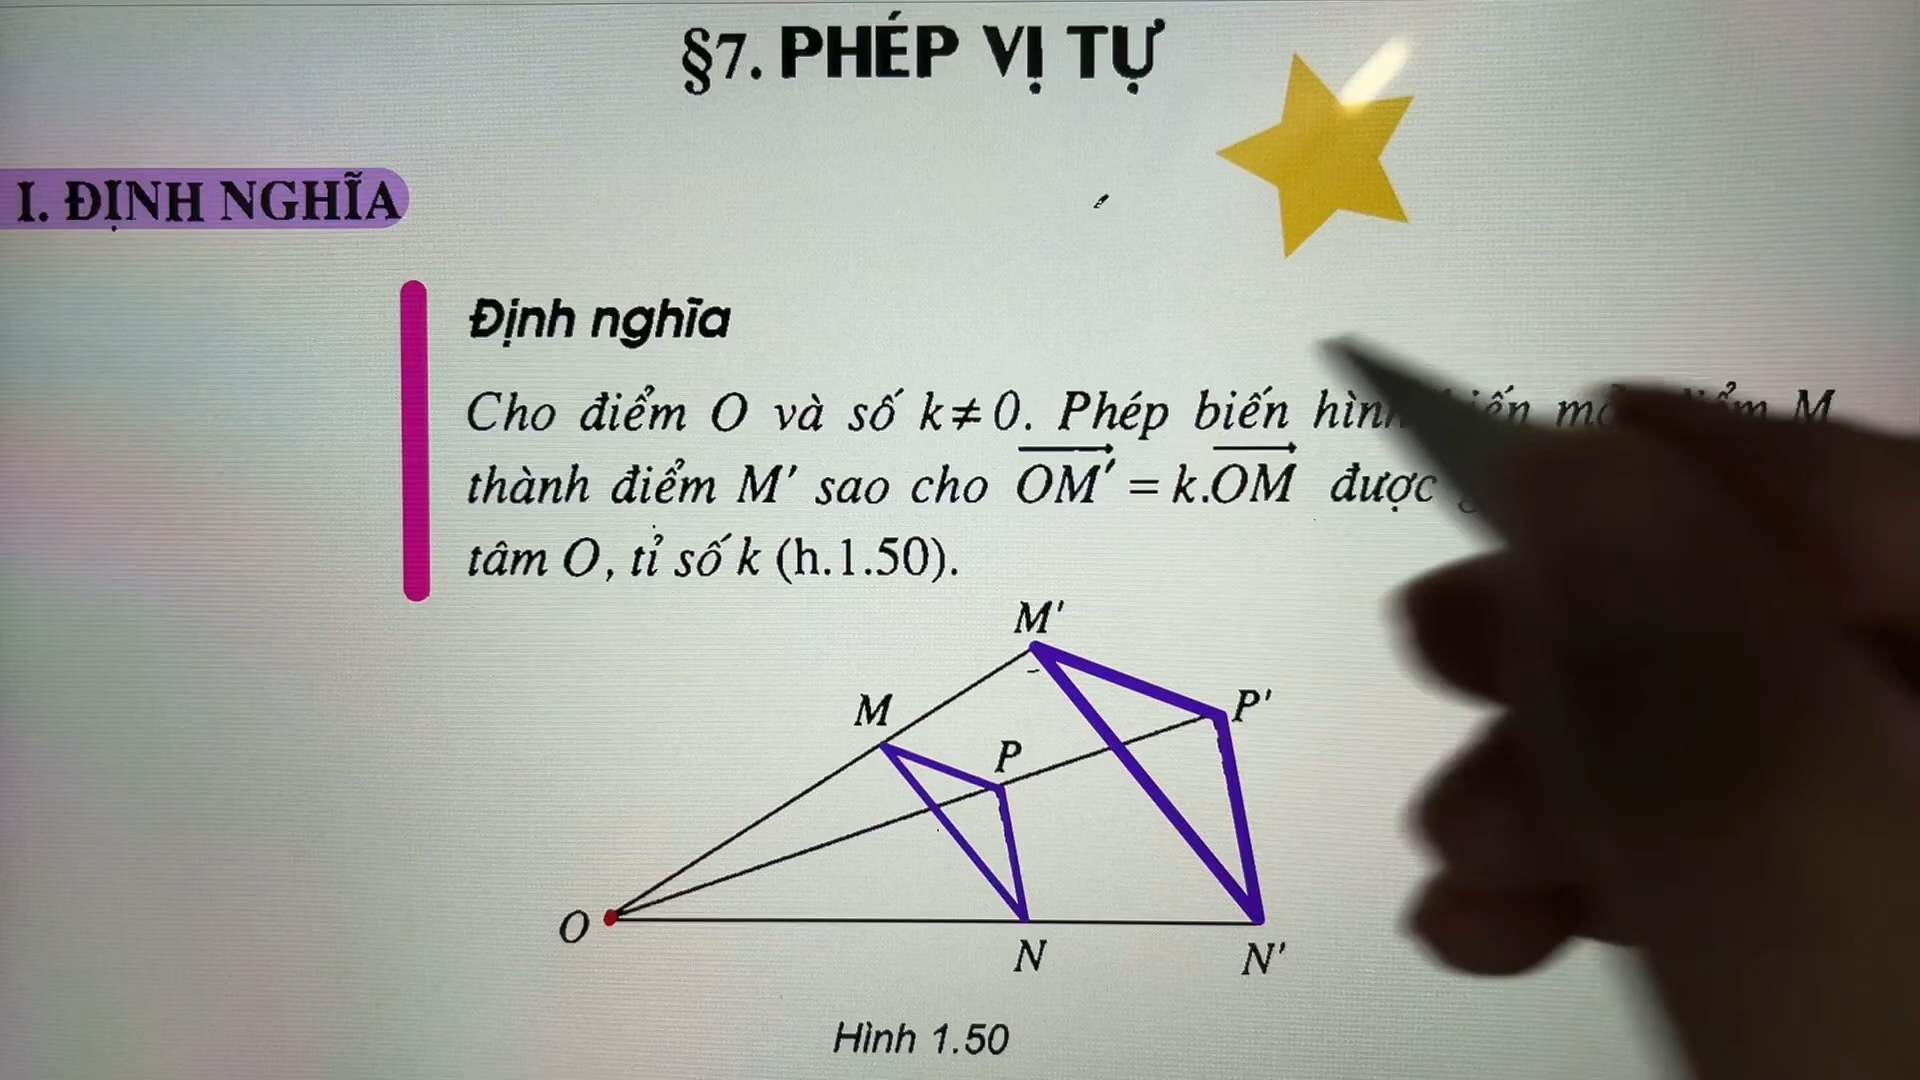 §7. PHÉP VỊ TỰ
I. ĐỊNH NGHĨA
Định nghĩa
Cho điểm O và số k ≠ 0. Phép biến hình M
thành điểm M' sao cho OM' = k.OM được
tâm O, tỉ số k (h.1.50).
M'
M
P'
P
O
N
N'
Hình 1.50